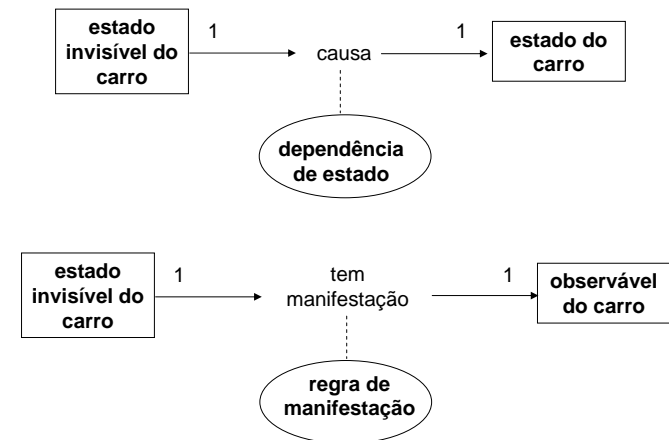 estado
invisível do
carro
1
causa
1
estado do
carro
dependência
de estado
estado
invisível do
carro
1
tem
manifestação
1
observável
do carro
regra de
manifestação